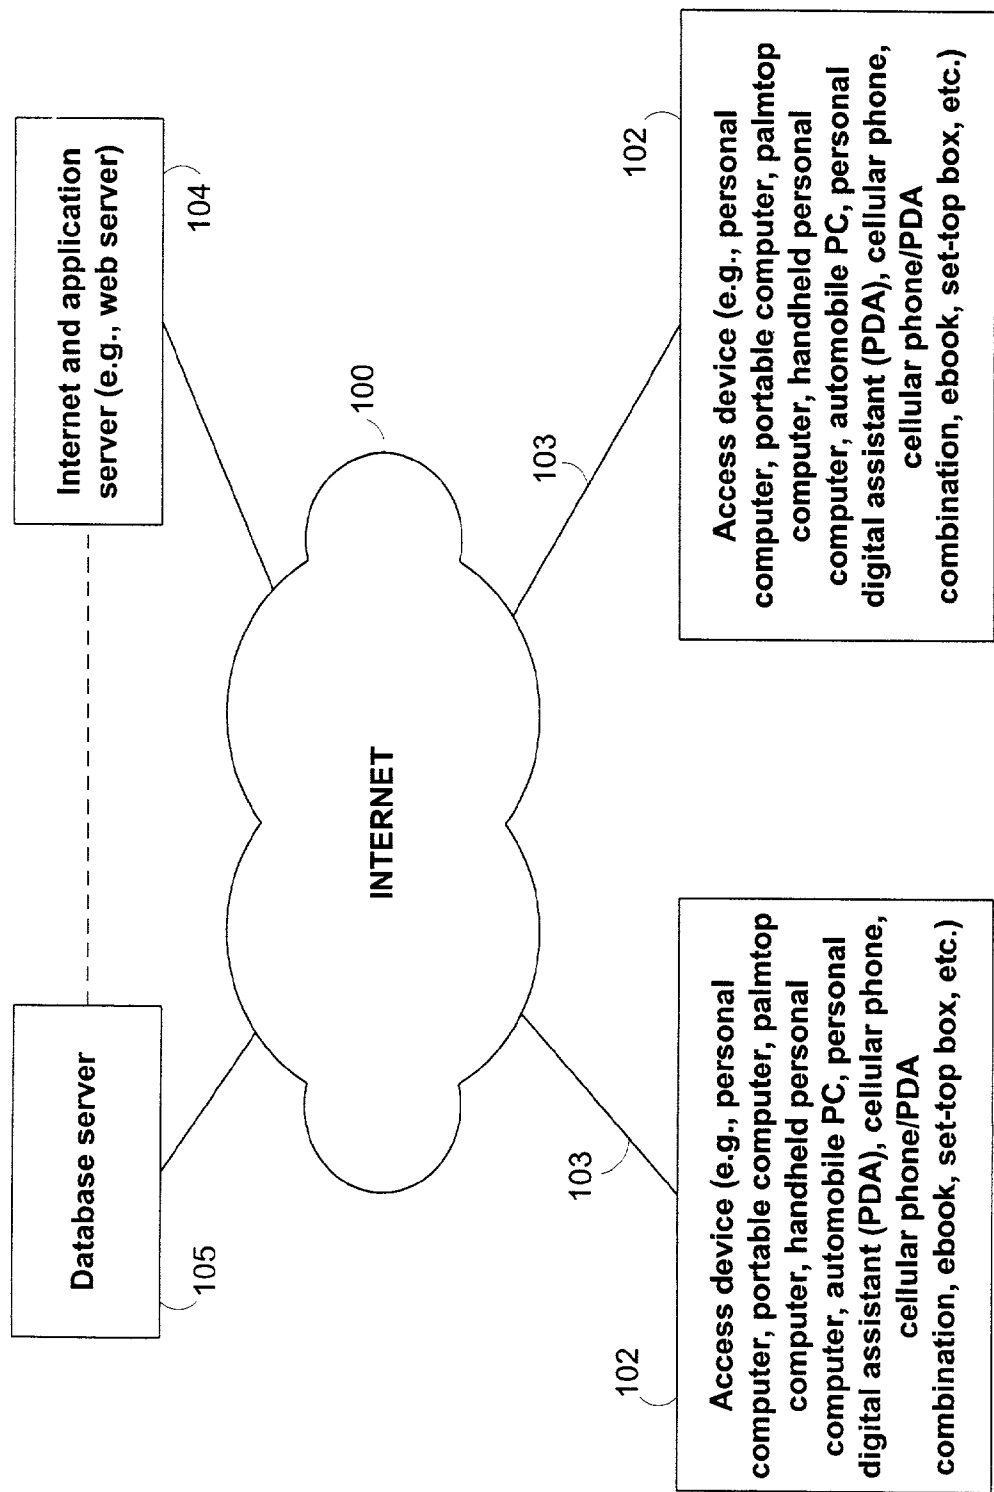 Database server
105
Internet and application
server (e.g., web server)
104
100
INTERNET
103
103
102
Access device (e.g., personal
computer, portable computer, palmtop
computer, handheld personal
computer, automobile PC, personal
digital assistant (PDA), cellular phone,
cellular phone/PDA
combination, ebook, set-top box, etc.)
102
Access device (e.g., personal
computer, portable computer, palmtop
computer, handheld personal
computer, automobile PC, personal
digital assistant (PDA), cellular phone,
cellular phone/PDA
combination, ebook, set-top box, etc.)